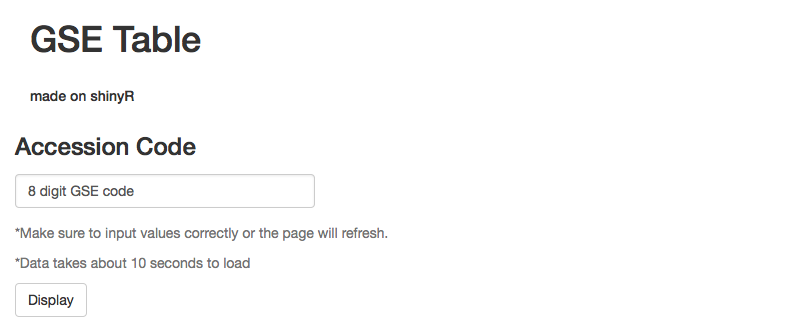 GSE Table
made on shinyR
Accession Code
8 digit GSE code
*Make sure to input values correctly or the page will refresh.
*Data takes about 10 seconds to load
Display